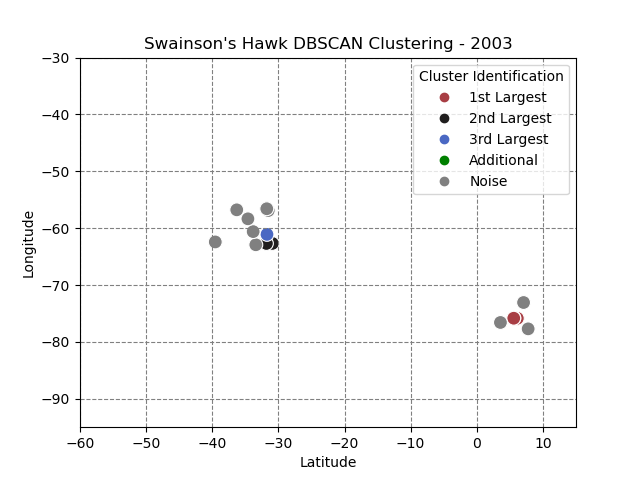 Swainson's Hawk DBSCAN Clustering - 2003
Cluster Identification
1st Largest
2nd Largest
3rd Largest
Additional
Noise
−30
−40
−50
−60
−70
−80
−90
Longitude
−60 −50 −40 −30 −20 −10 0 10
Latitude